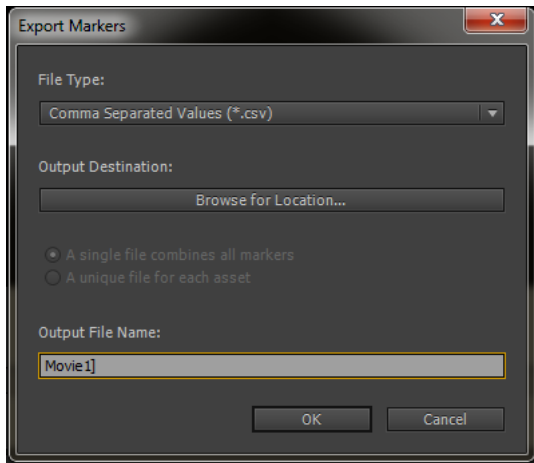 Export Markers
File Type:
Comma Separated Values (*.csv)
Output Destination:
Browse for Location...
A single file combines all markers
A unique file for each asset
Output File Name:
Movie1]
OK Cancel